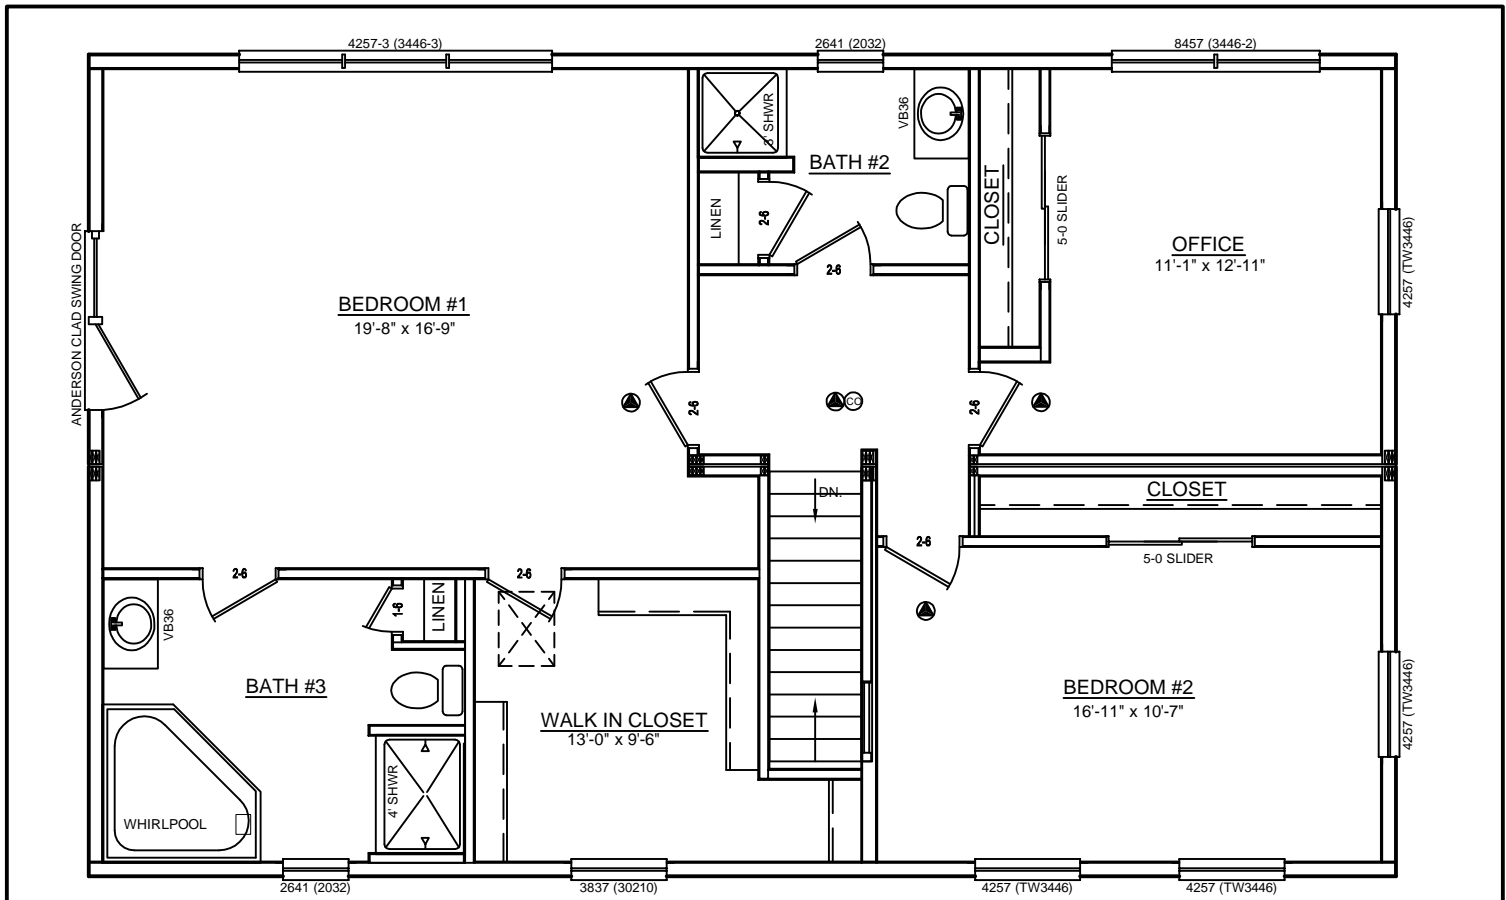 4257-3 (3446-3)
2641 (2032)
8457 (3446-2)
3' SHWR
VB36
BATH #2
LINEN
2-6
2-6
CLOSET
5-0 SLIDER
OFFICE
11'-1" x 12'-11"
4257 (TW3446)
ANDERSON CLAD SWING DOOR
BEDROOM #1
19'-8" x 16'-9"
2-6
CO
2-6
DN.
CLOSET
5-0 SLIDER
2-6
2-6
2-6
1-6
LINEN
VB36
BATH #3
WALK IN CLOSET
13'-0" x 9'-6"
BEDROOM #2
16'-11" x 10'-7"
4257 (TW3446)
4' SHWR
WHIRLPOOL
2641 (2032)
3837 (30210)
4257 (TW3446)
4257 (TW3446)